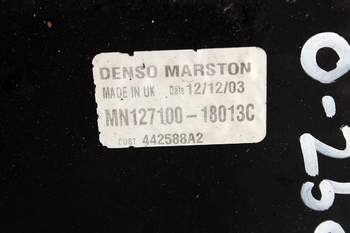 DENSO MARSTON
MADE IN UK Date 12/12/03
MN127100-18013C
CUST 442588A2